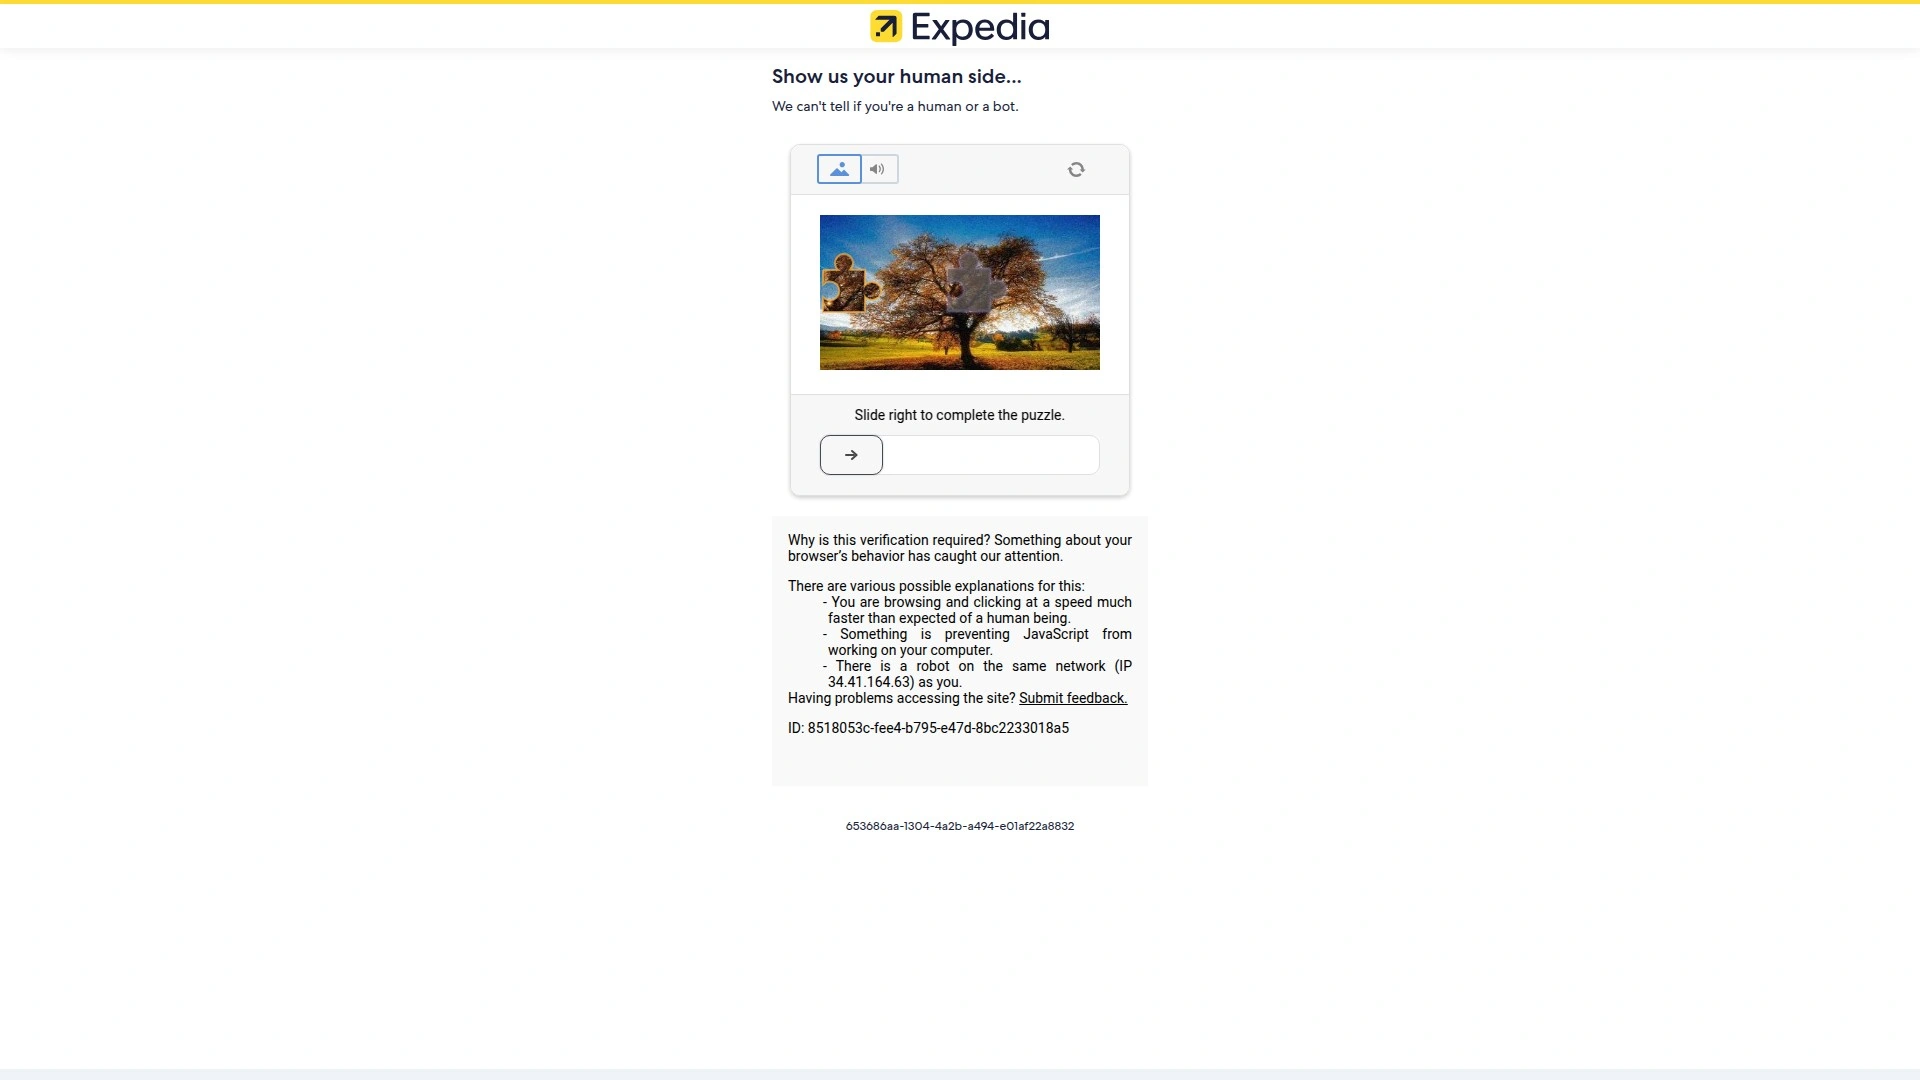 Expedia
Show us your human side...
We can't tell if you're a human or a bot.
Slide right to complete the puzzle.
Why is this verification required? Something about your
browser’s behavior has caught our attention.
There are various possible explanations for this:
- You are browsing and clicking at a speed much
faster than expected of a human being.
- Something is preventing JavaScript from
working on your computer.
- There is a robot on the same network (IP
34.41.164.63) as you.
Having problems accessing the site? Submit feedback.
ID: 8518053c-fee4-b795-e47d-8bc2233018a5
653686aa-1304-4a2b-a494-e01af22a8832